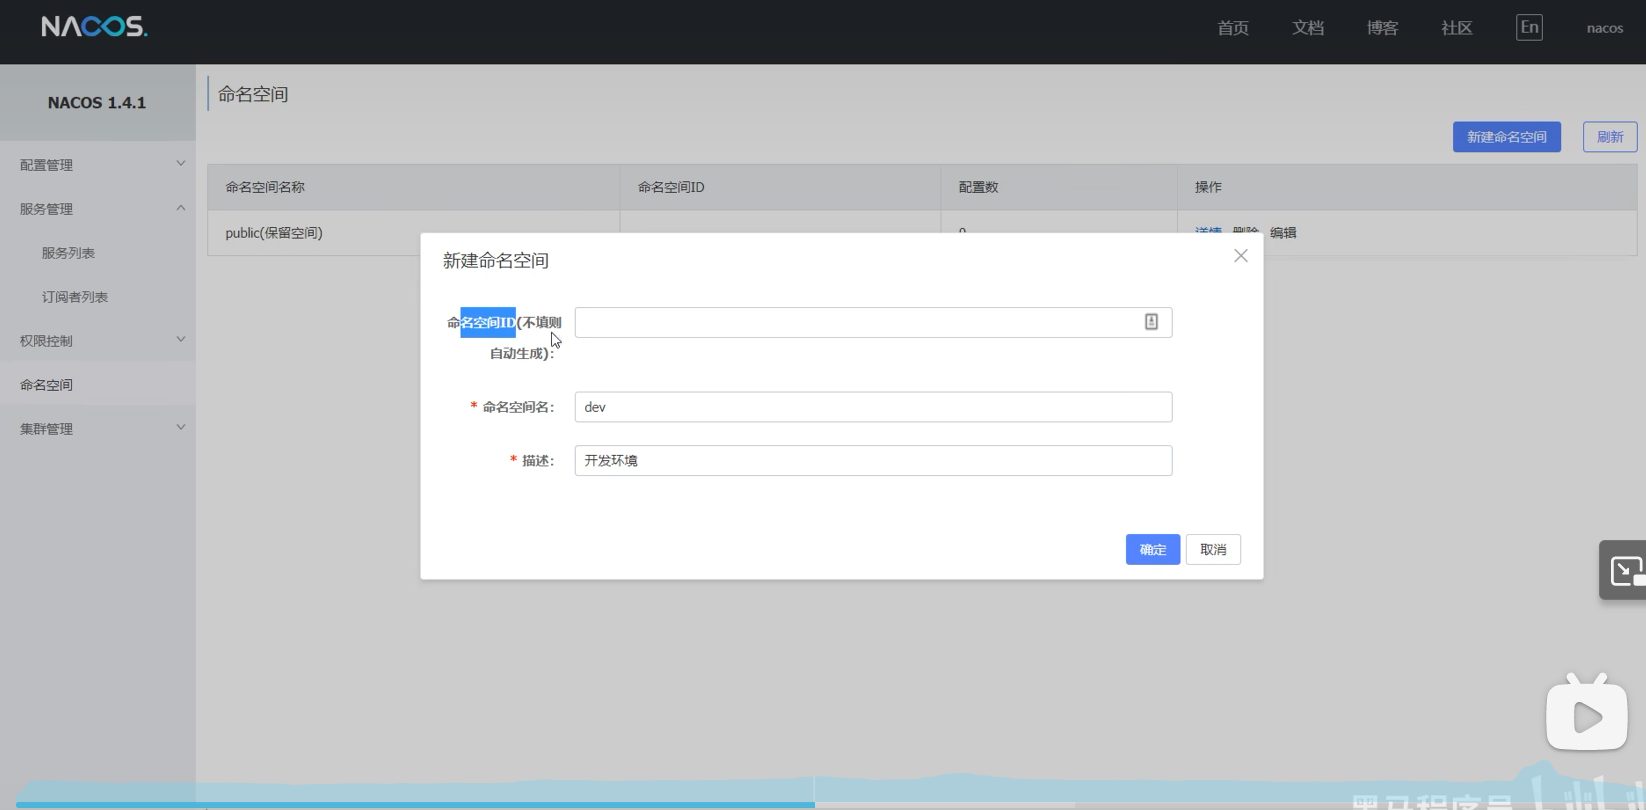 NACOS.
首页
文档
博客
社区
En
nacos
NACOS 1.4.1
配置管理
服务管理
服务列表
订阅者列表
权限控制
命名空间
集群管理
命名空间
新建命名空间
刷新
命名空间名称
命名空间ID
配置数
操作
public(保留空间)
0
详情
删除
编辑
新建命名空间
命名空间ID(不填则
自动生成):
* 命名空间名:
dev
* 描述:
开发环境
确定
取消
黑马程序员